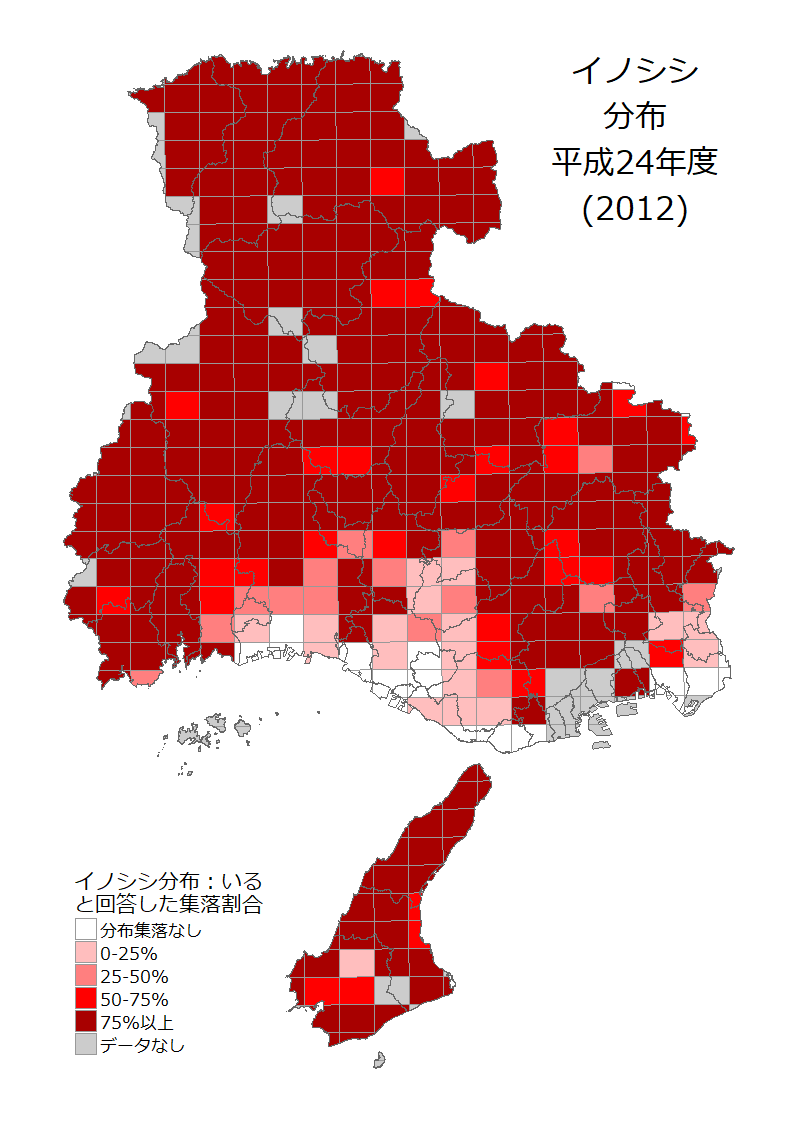 イノシシ
分布
平成24年度
(2012)
イノシシ分布：いる
と回答した集落割合
分布集落なし
0-25%
25-50%
50-75%
75%以上
データなし